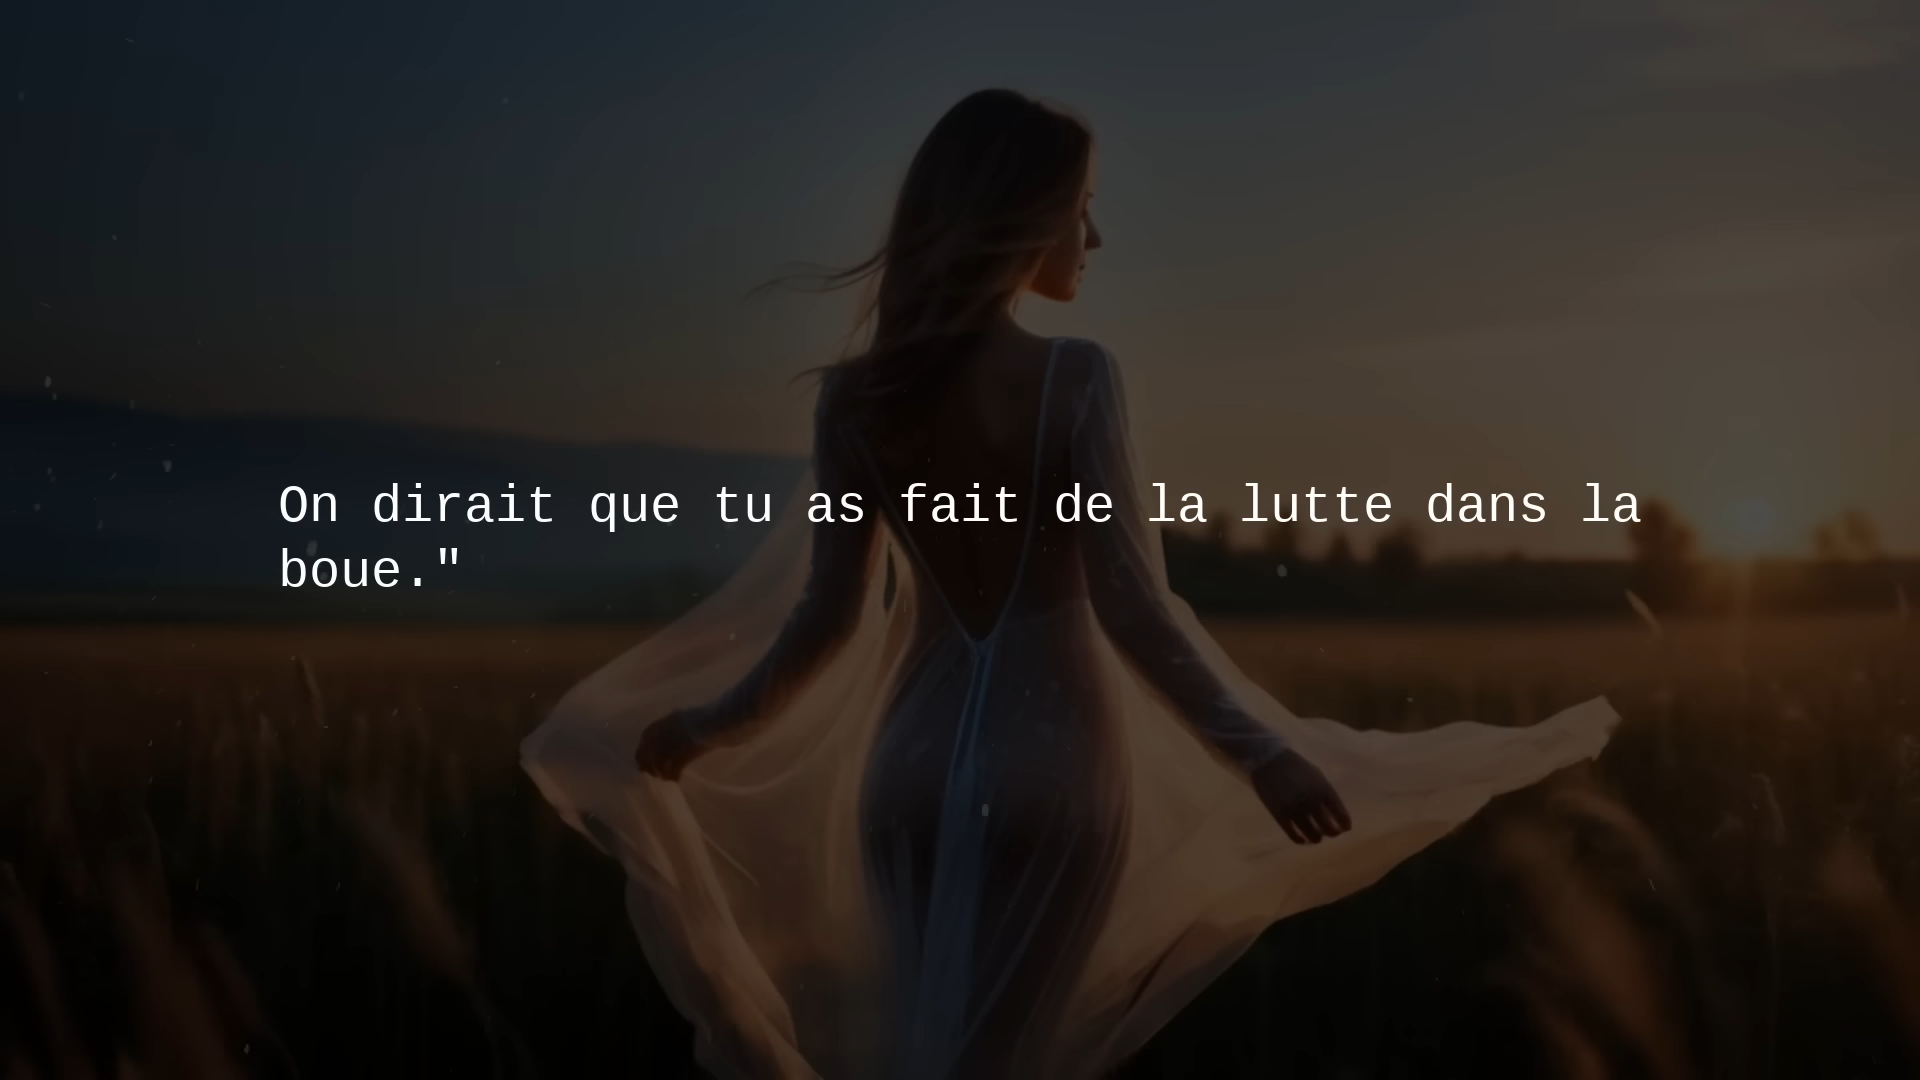 On dirait que tu as fait de la lutte dans la
boue."